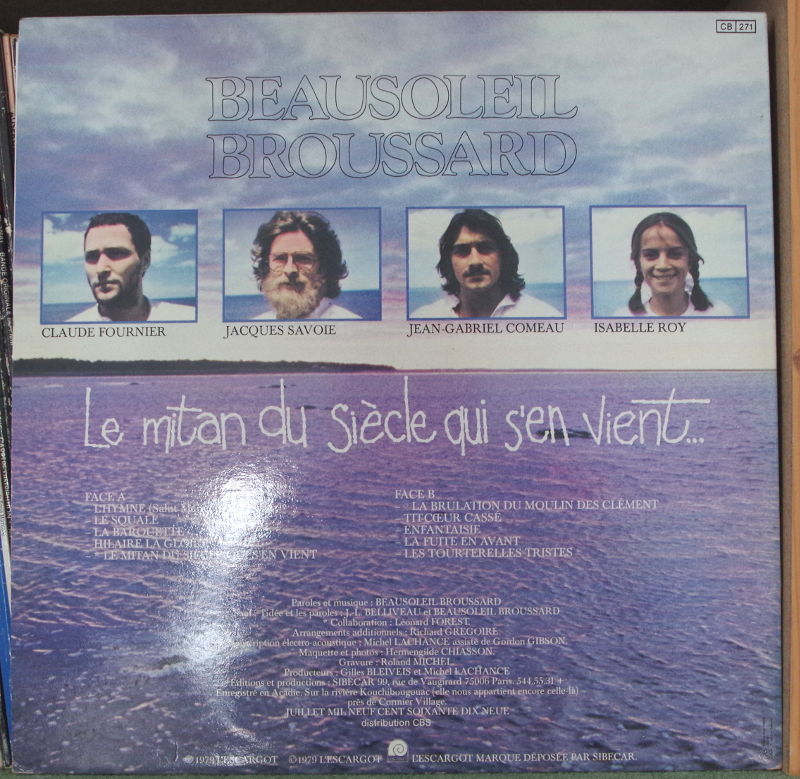 CB 271
BEAUSOLEIL
BROUSSARD
CLAUDE FOURNIER
JACQUES SAVOIE
JEAN-GABRIEL COMEAU
ISABELLE ROY
Le mitan du siècle qui s'en vient...
FACE A
L'HYMNE (Saint
LE SQUALE
LA BAROUETTE
HILAIRE LA GLO
* LE MITAN DU QUI S'EN VIENT
FACE B
° LA BRULATION DU MOULIN DES CLÉMENT
TIT-CŒUR CASSÉ
ENFANTAISIE
LA FUITE EN AVANT
LES TOURTERELLES TRISTES
Paroles et musique : BEAUSOLEIL BROUSSARD
l'idée et les paroles : J.-L. BELLIVEAU et BEAUSOLEIL BROUSSARD
* Collaboration : Léonard FOREST.
Arrangements additionnels : Richard GRÉGOIRE.
électro-acoustique : Michel LACHANCE assisté de Gordon GIBSON.
Maquette et photos : Hermengilde CHIASSON.
Gravure : Roland MICHEL.
Producteurs : Gilles BLEIVEIS et Michel LACHANCE
Éditions et productions : SIBECAR 99, rue de Vaugirard 75006 Paris. 544.55.31 +
Enregistré en Acadie. Sur la rivière Kouchibougouac (elle nous appartient encore celle-là)
près de Cormier Village.
JUILLET MIL NEUF CENT SOIXANTE DIX NEUF
distribution CBS
℗ 1979 L'ESCARGOT © 1979 L'ESCARGOT L'ESCARGOT MARQUE DÉPOSÉE PAR SIBECAR.